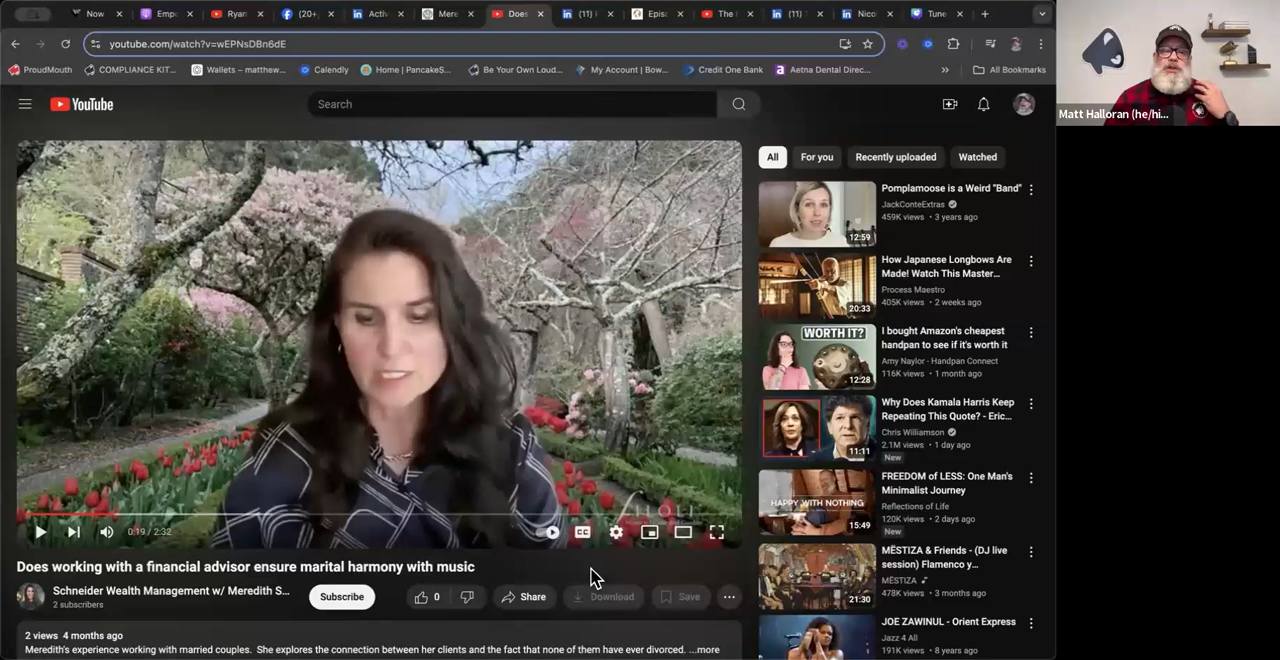 Now
Empo
Ryan
(20+
Activ
Mere
Does
(11) I
Episa
The I
(11) T
Nico
Tune
youtube.com/watch?v=wEPNsDBn6dE
ProudMouth
COMPLIANCE KIT...
Wallets – matthew...
Calendly
Home | PancakeS...
Be Your Own Loud...
My Account | Bow...
Credit One Bank
Aetna Dental Direc...
»
All Bookmarks
Matt Halloran (he/hi...
YouTube
Search
All
For you
Recently uploaded
Watched
Pomplamoose is a Weird "Band"
JackConteExtras
459K views • 3 years ago
12:59
How Japanese Longbows Are
Made! Watch This Master...
Process Maestro
405K views • 2 weeks ago
20:33
WORTH IT?
I bought Amazon's cheapest
handpan to see if it's worth it
Amy Naylor - Handpan Connect
116K views • 1 month ago
12:28
Why Does Kamala Harris Keep
Repeating This Quote? - Eric...
Chris Williamson
2.1M views • 1 day ago
11:11
New
FREEDOM of LESS: One Man's
Minimalist Journey
HAPPY WITH NOTHING
Reflections of Life
120K views • 2 days ago
15:49
New
MËSTIZA & Friends - (DJ live
session) Flamenco y...
MËSTIZA
478K views • 3 months ago
21:30
JOE ZAWINUL - Orient Express
Jazz 4 All
191K views • 8 years ago
0:19 / 2:32
CC
Does working with a financial advisor ensure marital harmony with music
Schneider Wealth Management w/ Meredith S...
2 subscribers
Subscribe
0
Share
Download
Save
2 views 4 months ago
Meredith's experience working with married couples. She explores the connection between her clients and the fact that none of them have ever divorced. ...more